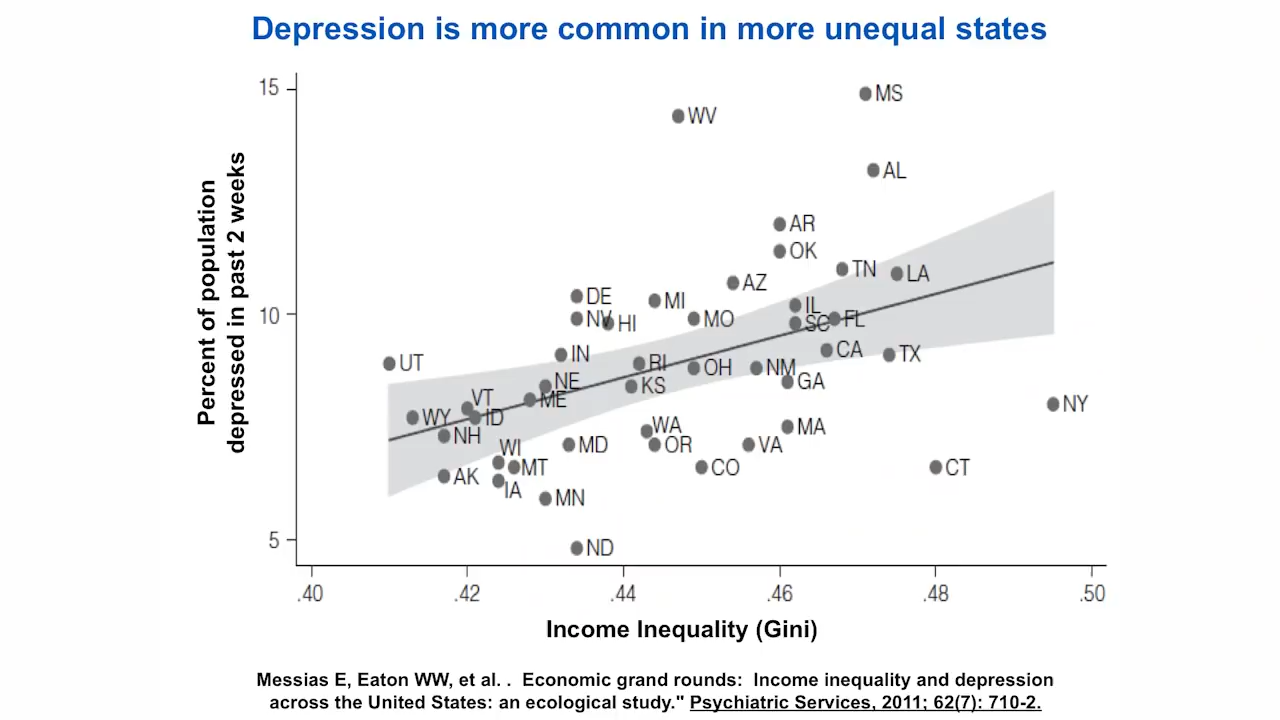 Depression is more common in more unequal states
Percent of population
depressed in past 2 weeks
15
10
5
MS
WV
AL
AR
OK
TN
LA
AZ
DE
MI
IL
NV
HI
MO
SC
FL
IN
CA
TX
UT
RI
OH
NM
GA
NE
KS
VT
ME
NY
WY
ID
NH
WA
MA
MD
OR
VA
WI
MT
CO
CT
AK
IA
MN
ND
.40 .42 .44 .46 .48 .50
Income Inequality (Gini)
Messias E, Eaton WW, et al. . Economic grand rounds: Income inequality and depression
across the United States: an ecological study." Psychiatric Services, 2011; 62(7): 710-2.